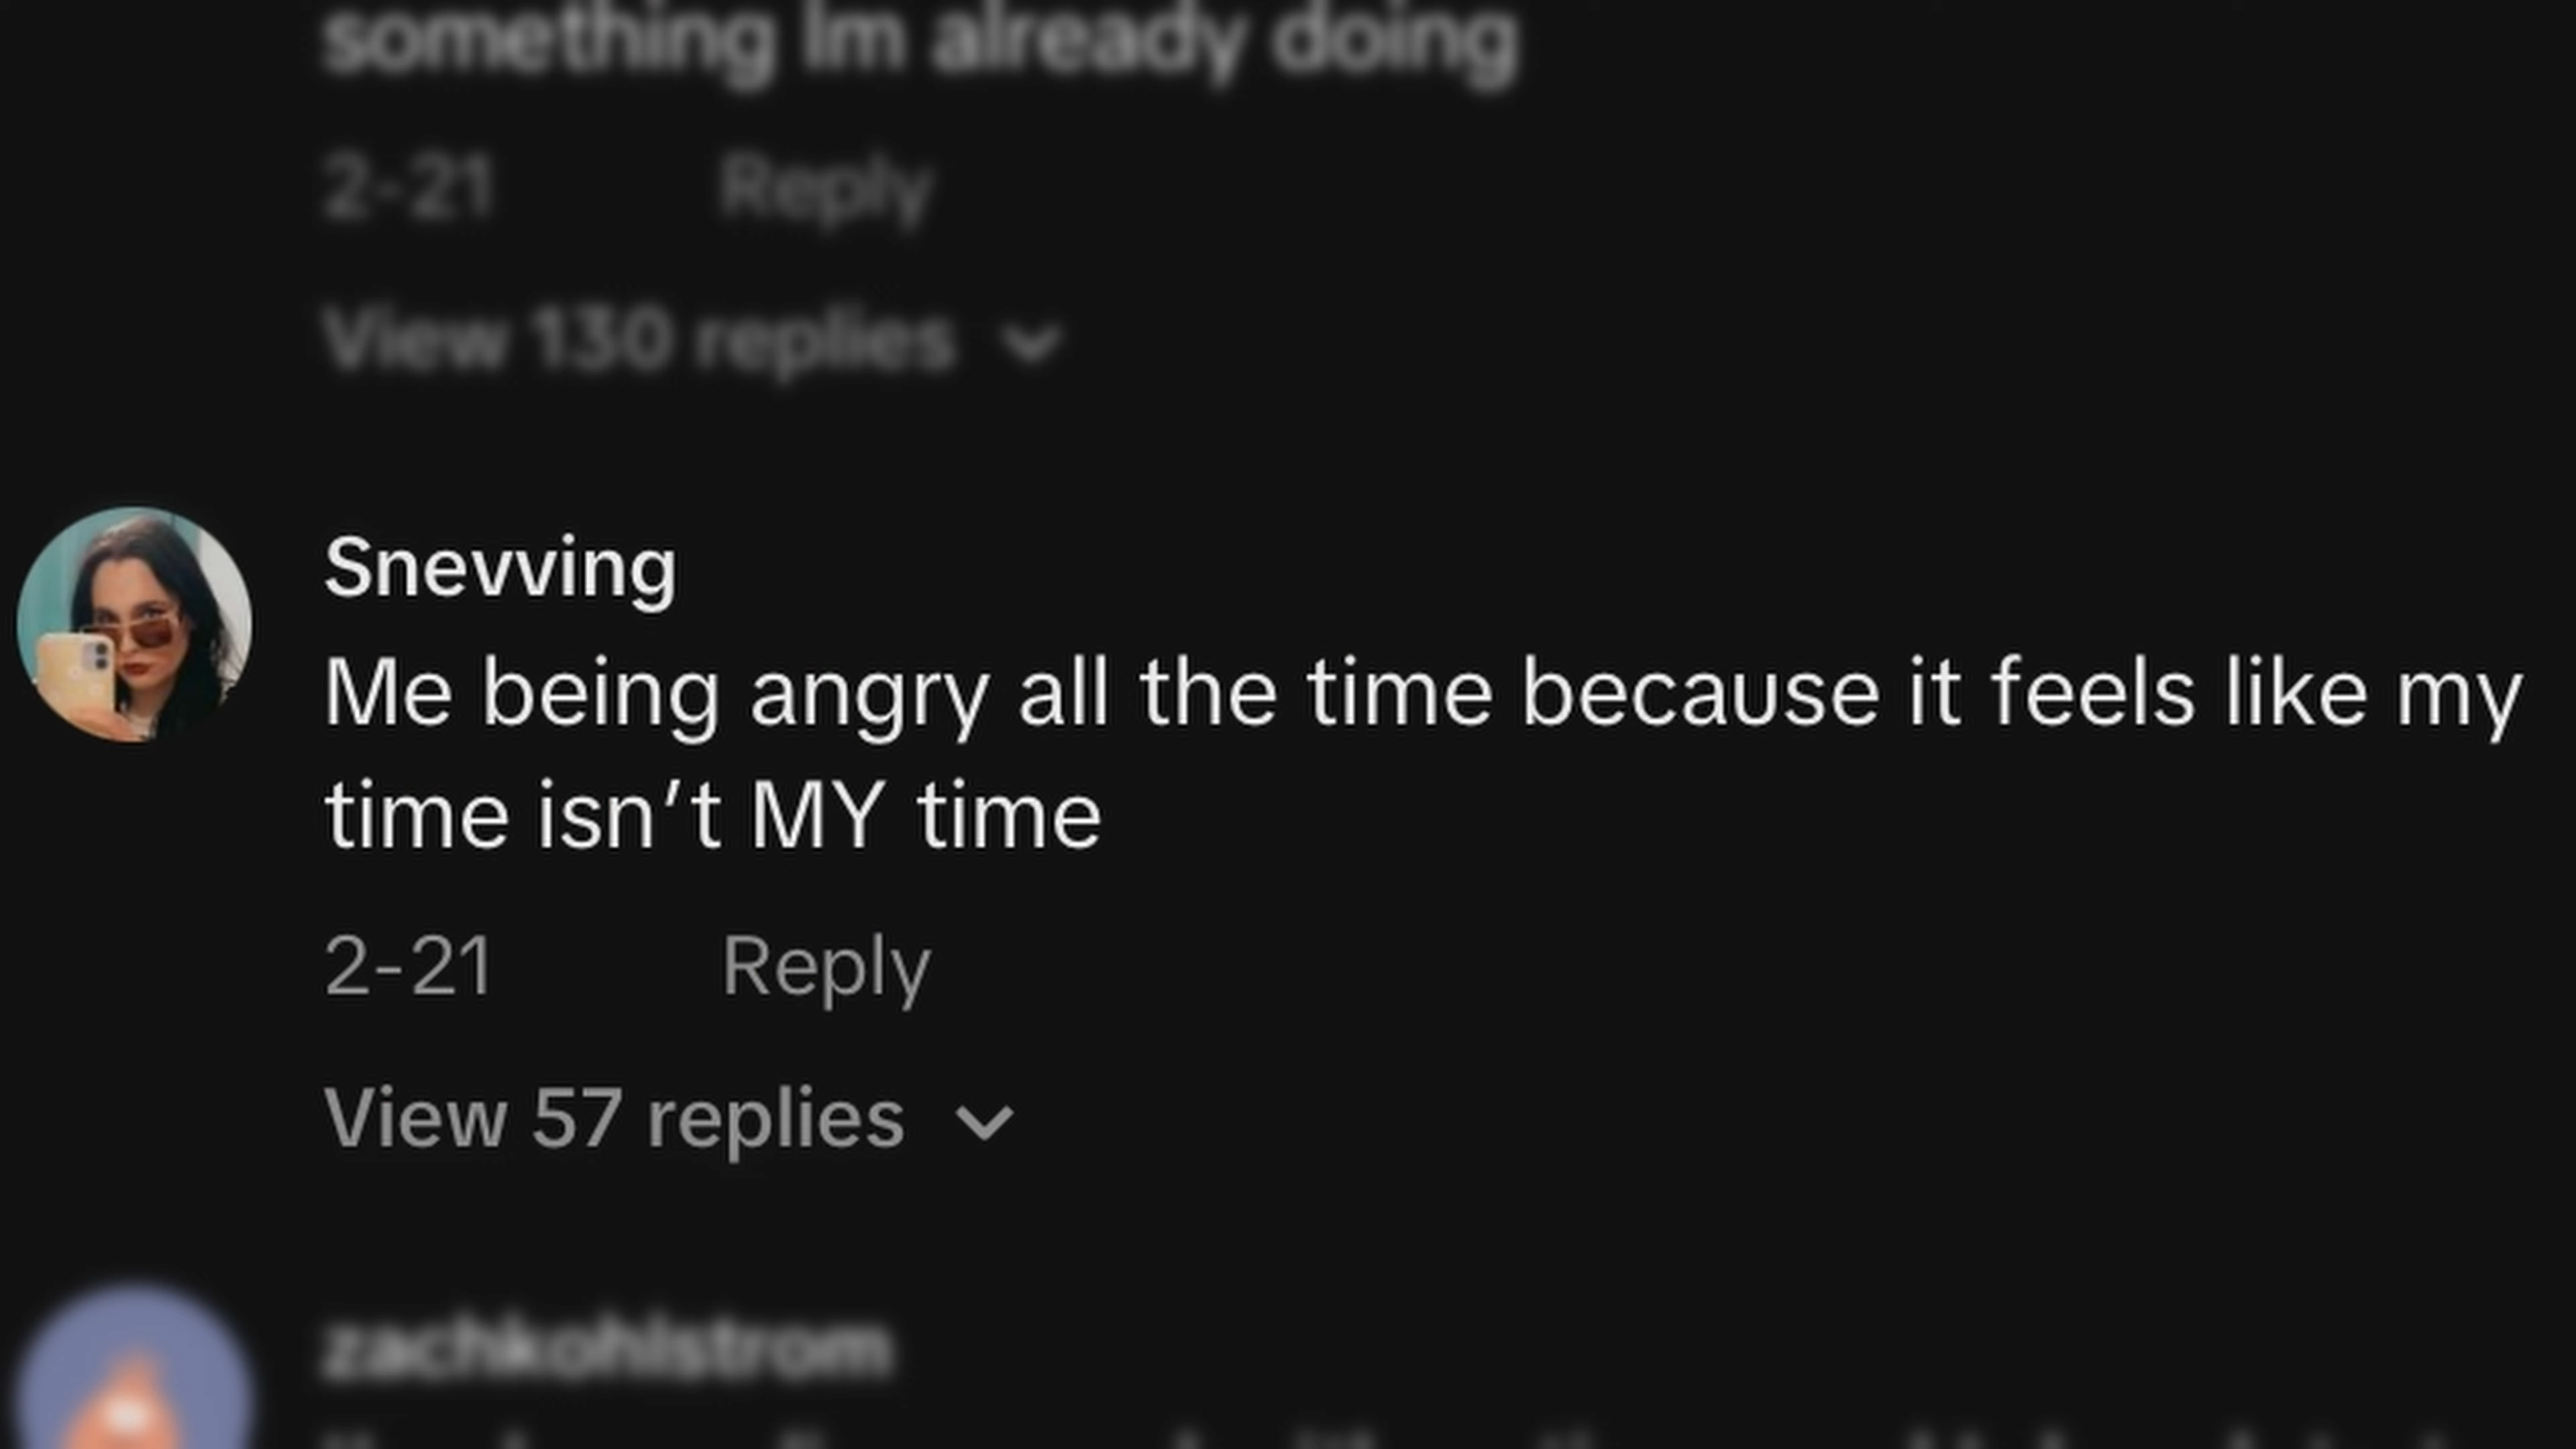 something Im already doing
2-21 Reply
View 130 replies
Snevving
Me being angry all the time because it feels like my
time isn’t MY time
2-21 Reply
View 57 replies
zachkohlstrom